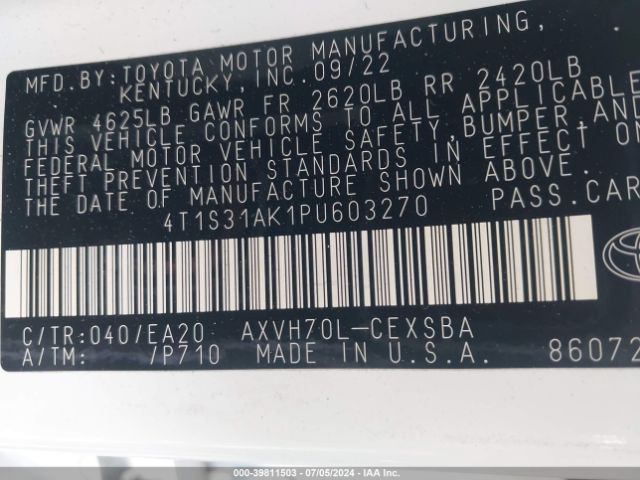 MFD.BY:TOYOTA MOTOR MANUFACTURING,
KENTUCKY,INC.09/22
GVWR 4625LB GAWR FR 2620LB RR 2420LB
THIS VEHICLE CONFORMS TO ALL APPLICABLE
FEDERAL MOTOR VEHICLE SAFETY,BUMPER,AND
THEFT PREVENTION STANDARDS IN EFFECT ON
THE DATE OF MANUFACTURE SHOWN ABOVE.
4T1S31AK1PU603270 PASS.CAR
C/TR:040/EA20 AXVH70L-CEXSBA
A/TM: /P710 MADE IN U.S.A. 86072
000-39811503 | 07/05/2024 | IAA Inc.